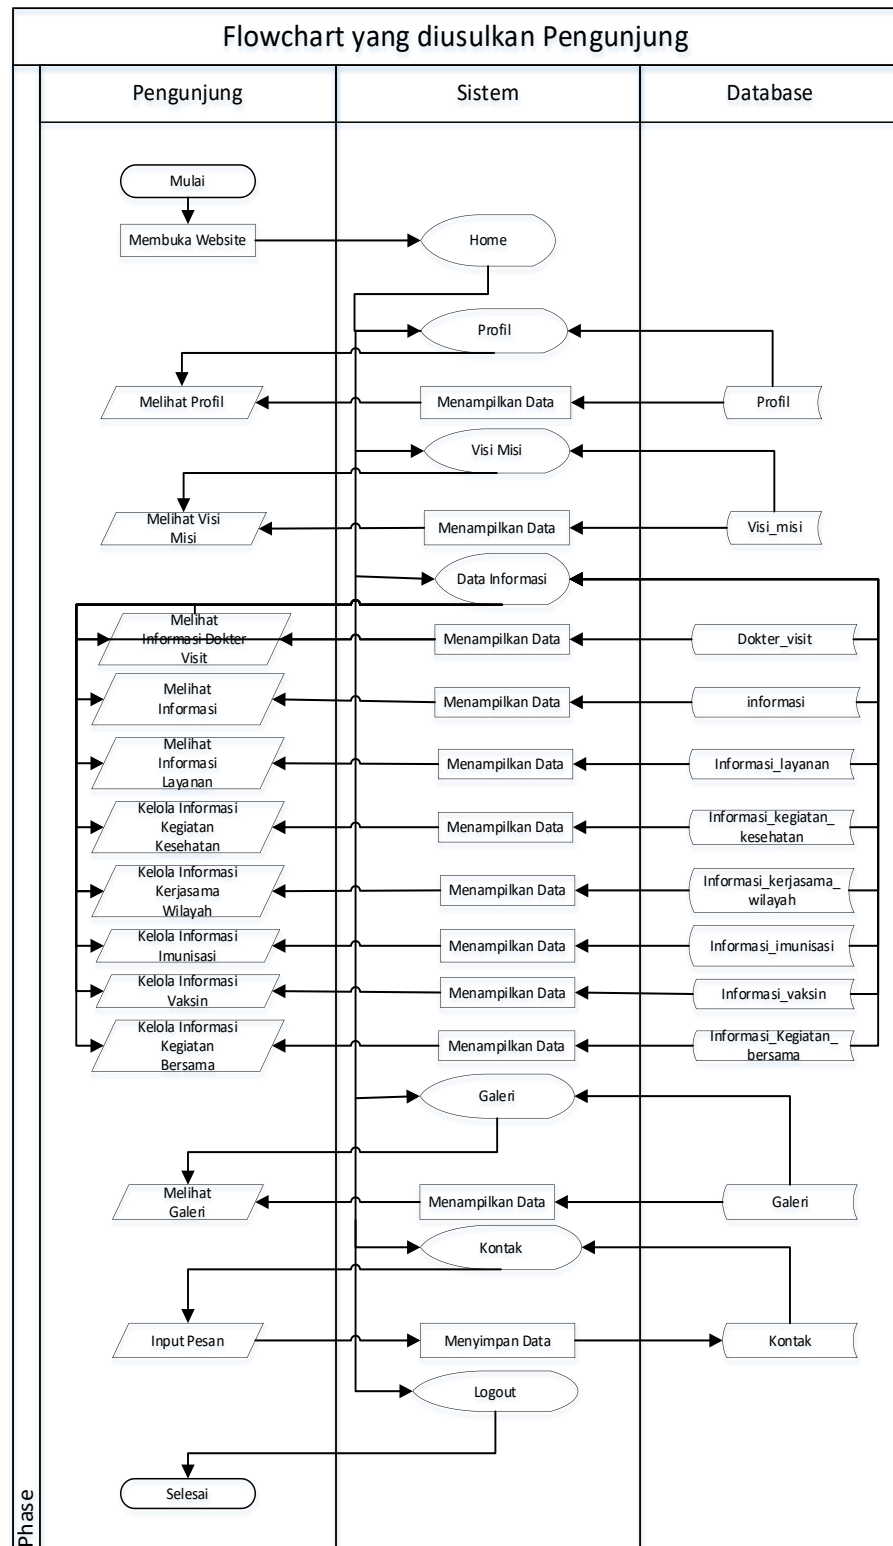 Flowchart yang diusulkan Pengunjung
Pengunjung
Sistem
Database
Mulai
Membuka Website
Home
Profil
Melihat Profil
Menampilkan Data
Profil
Visi Misi
Melihat Visi
Misi
Menampilkan Data
Visi_misi
Data Informasi
Melihat
Informasi Dokter
Visit
Menampilkan Data
Dokter_visit
Melihat
Informasi
Menampilkan Data
informasi
Melihat
Informasi
Layanan
Menampilkan Data
Informasi_layanan
Kelola Informasi
Kegiatan
Kesehatan
Menampilkan Data
Informasi_kegiatan_
kesehatan
Kelola Informasi
Kerjasama
Wilayah
Menampilkan Data
Informasi_kerjasama_
wilayah
Kelola Informasi
Imunisasi
Menampilkan Data
Informasi_imunisasi
Kelola Informasi
Vaksin
Menampilkan Data
Informasi_vaksin
Kelola Informasi
Kegiatan
Bersama
Menampilkan Data
Informasi_Kegiatan_
bersama
Galeri
Melihat
Galeri
Menampilkan Data
Galeri
Kontak
Input Pesan
Menyimpan Data
Kontak
Logout
Selesai
Phase